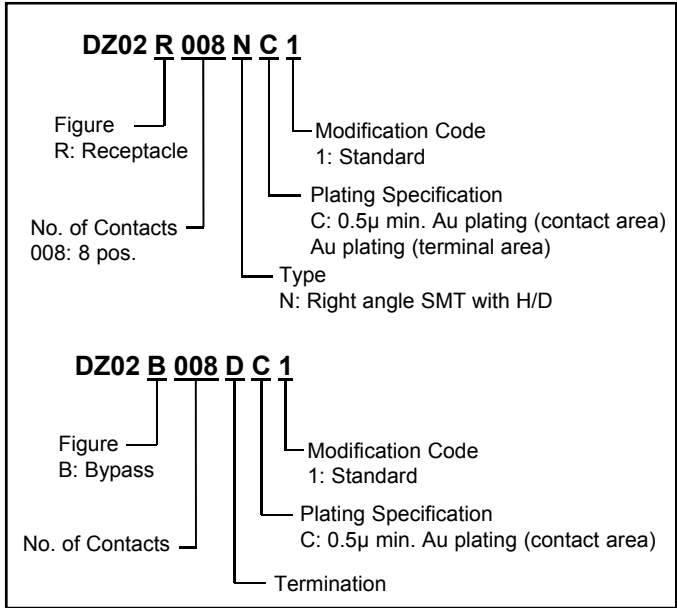 DZ02 R 008 N C 1
Figure
R: Receptacle
Modification Code
1: Standard
Plating Specification
C: 0.5µ min. Au plating (contact area)
Au plating (terminal area)
No. of Contacts
008: 8 pos.
Type
N: Right angle SMT with H/D
DZ02 B 008 D C 1
Figure
B: Bypass
Modification Code
1: Standard
Plating Specification
C: 0.5µ min. Au plating (contact area)
No. of Contacts
Termination